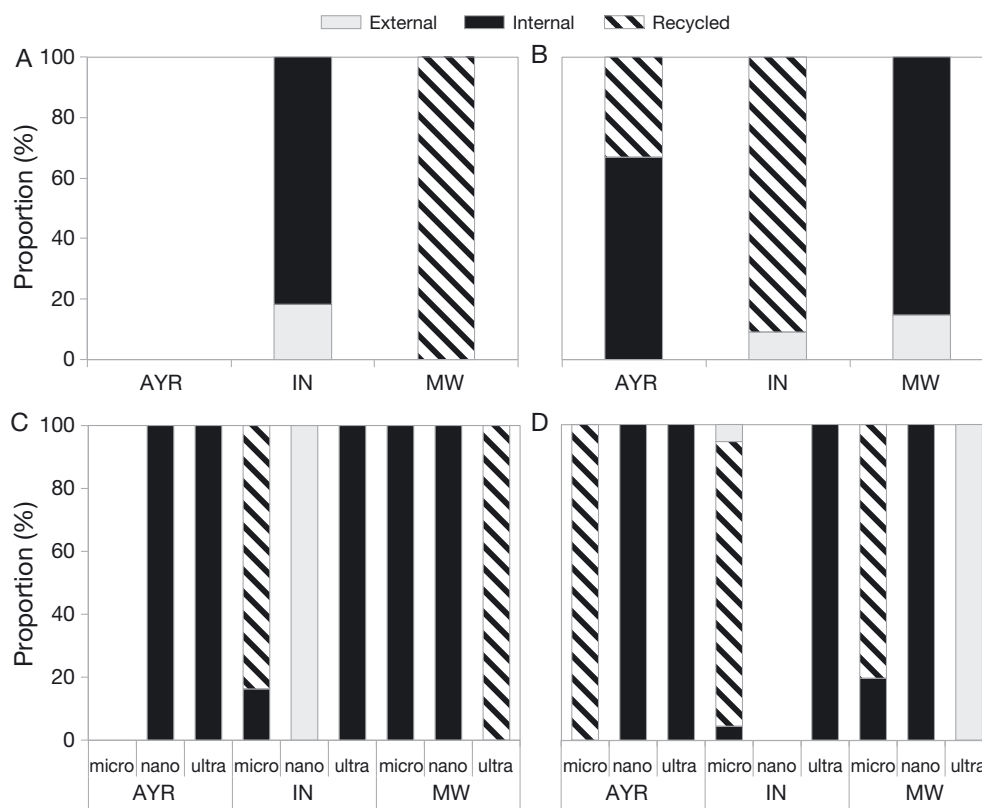 External Internal Recycled
A
B
Proportion (%)
100
80
60
40
20
0
AYR IN MW
AYR IN MW
C
D
Proportion (%)
100
80
60
40
20
0
micro nano ultra micro nano ultra micro nano ultra
AYR IN MW
micro nano ultra micro nano ultra micro nano ultra
AYR IN MW